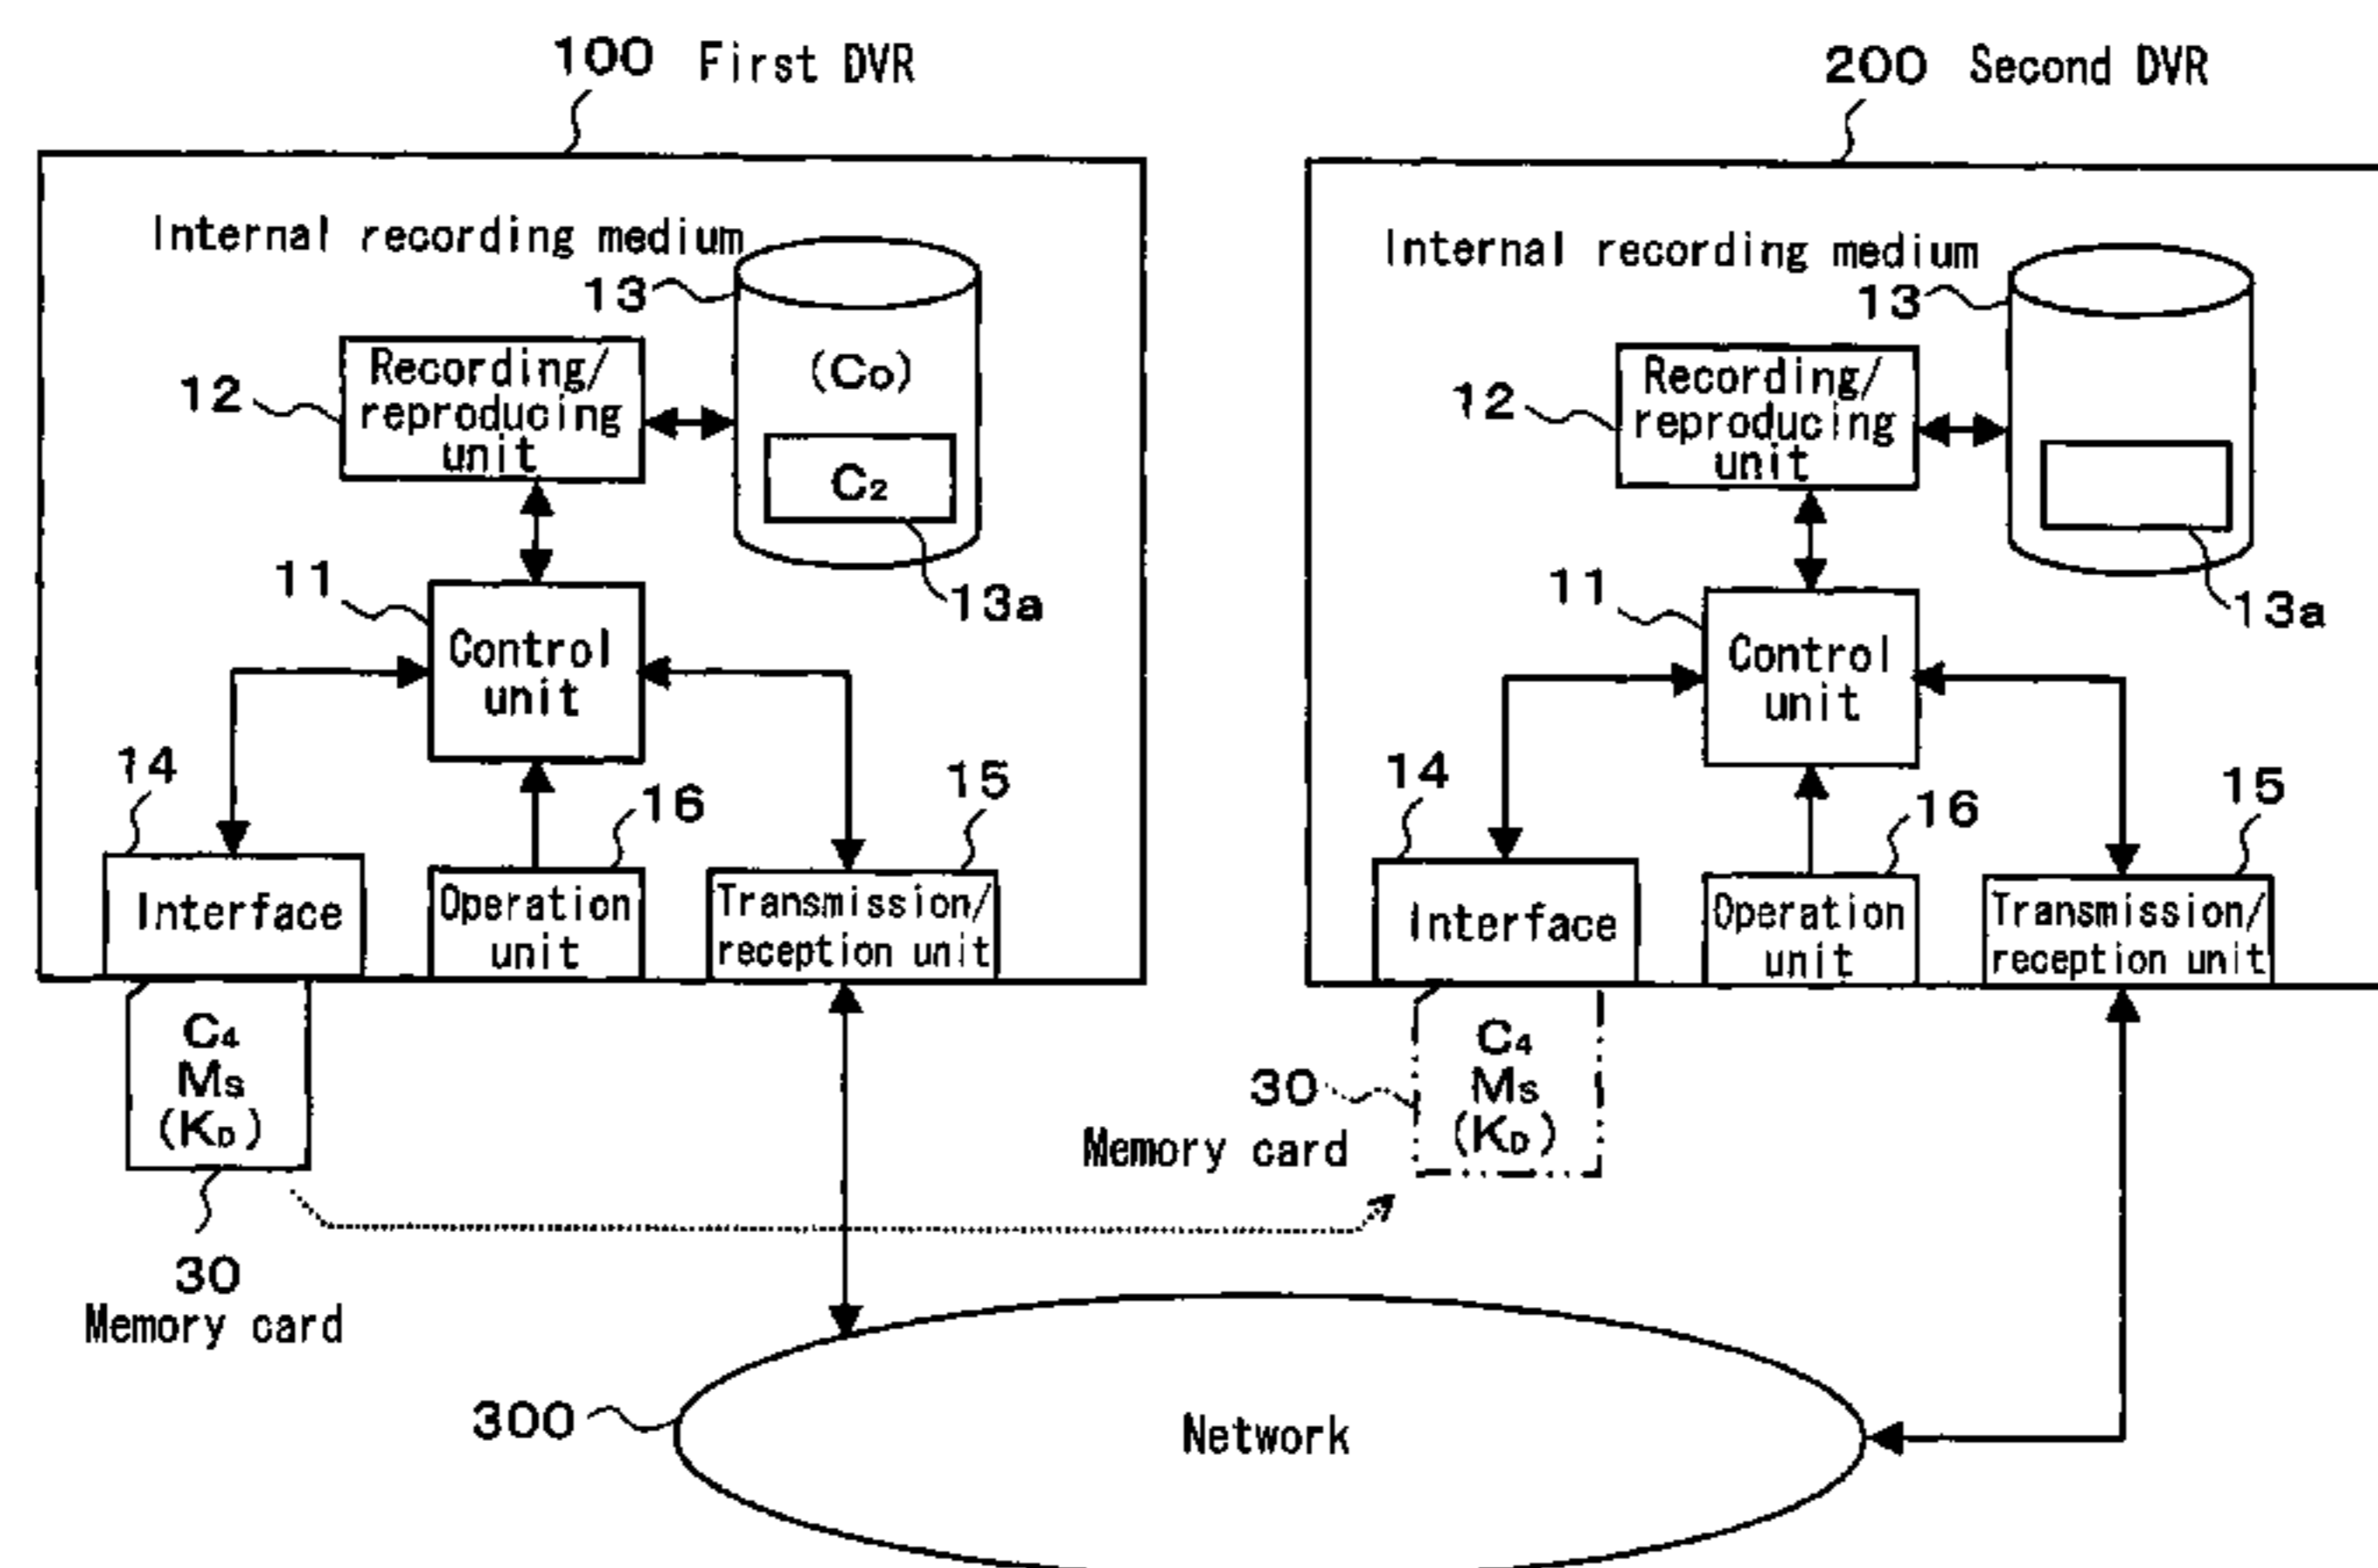 100 First DVR
Internal recording medium
13
(C₀)
Recording/
reproducing
unit
12
C₂
13a
11
Control
unit
14
16
15
Interface
Operation
unit
Transmission/
reception unit
C₄
Ms
(K_D)
30
Memory card
200 Second DVR
Internal recording medium
13
Recording/
reproducing
unit
12
13a
11
Control
unit
14
16
15
Interface
Operation
unit
Transmission/
reception unit
C₄
Ms
(K_D)
30
Memory card
300
Network